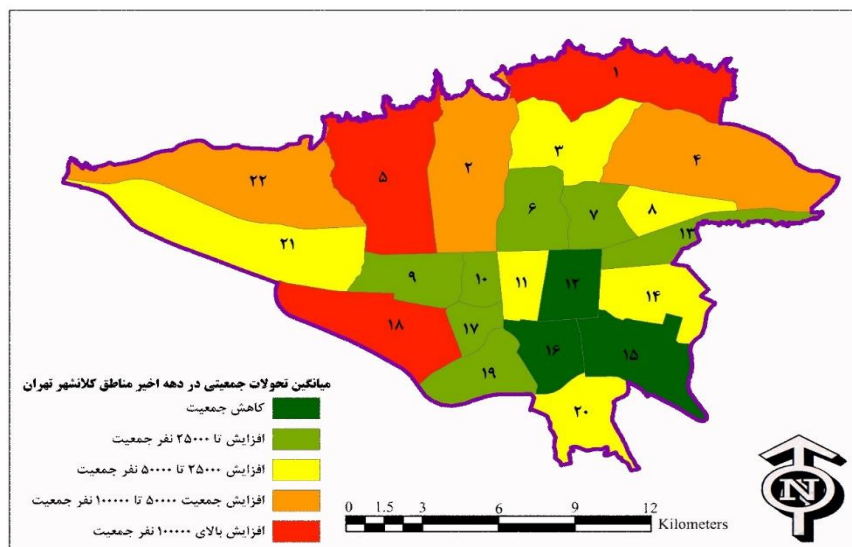 ۱
۲
۳
۴
۵
۶
۷
۸
۹
۱۰
۱۱
۱۲
۱۳
۱۴
۱۵
۱۶
۱۷
۱۸
۱۹
۲۰
۲۱
۲۲
میانگین تحولات جمعیتی در دهه اخیر مناطق کلانشهر تهران
کاهش جمعیت
افزایش تا ۲۵۰۰۰ نفر جمعیت
افزایش ۲۵۰۰۰ تا ۵۰۰۰۰ نفر جمعیت
افزایش جمعیت ۵۰۰۰۰ تا ۱۰۰۰۰۰ نفر جمعیت
افزایش بالای ۱۰۰۰۰۰ نفر جمعیت
0 1.5 3 6 9 12
Kilometers
N